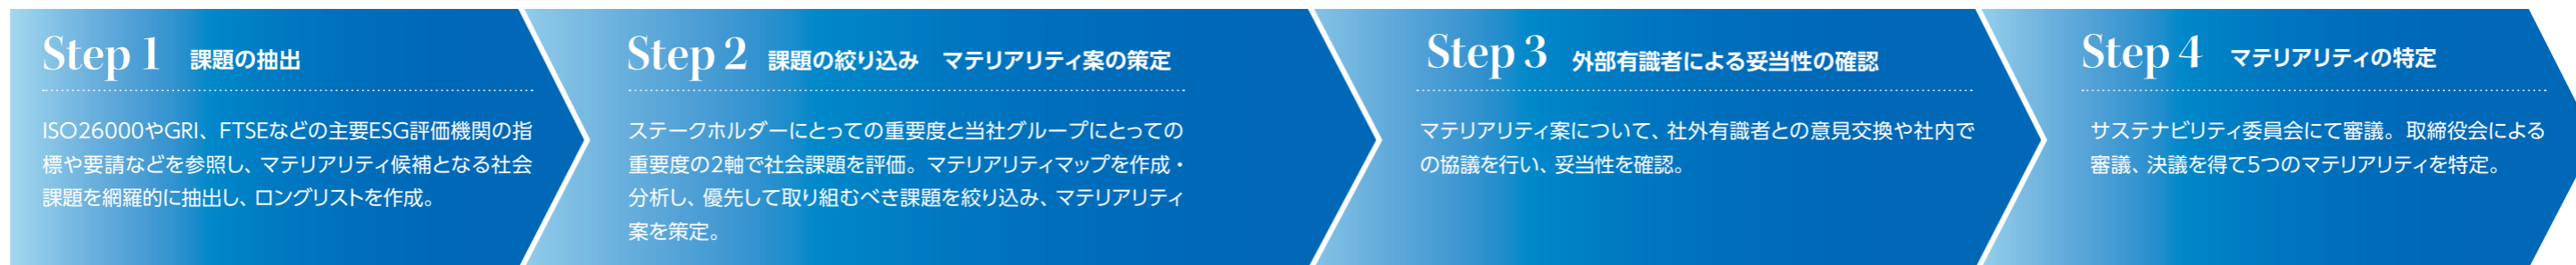 Step 1 課題の抽出
ISO26000やGRI、FTSEなどの主要ESG評価機関の指
標や要請などを参照し、マテリアリティ候補となる社会
課題を網羅的に抽出し、ロングリストを作成。
Step 2 課題の絞り込み　マテリアリティ案の策定
ステークホルダーにとっての重要度と当社グループにとっての
重要度の2軸で社会課題を評価。マテリアリティマップを作成・
分析し、優先して取り組むべき課題を絞り込み、マテリアリティ
案を策定。
Step 3 外部有識者による妥当性の確認
マテリアリティ案について、社外有識者との意見交換や社内で
の協議を行い、妥当性を確認。
Step 4 マテリアリティの特定
サステナビリティ委員会にて審議。取締役会による
審議、決議を得て5つのマテリアリティを特定。